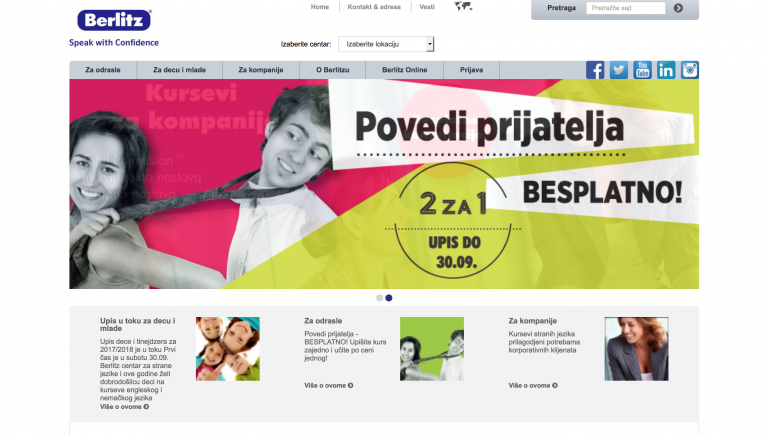 Home
Kontakt & adresa
Vesti
Pretraga
Pretražite sajt
Berlitz®
Speak with Confidence
Izaberite centar:
Izaberite lokaciju
Za odrasle
Za decu i mlade
Za kompanije
O Berlitzu
Berlitz Online
Prijava
You
Tube
in
Kursevi
za kompanije
nastava
nastava
Povedi prijatelja
BESPLATNO!
2 ZA 1
UPIS DO
30.09.
Upis u toku za decu i
mlade
Upis dece i tinejdzera za
2017/2018 je u toku Prvi
čas je u subotu 30.09.
Berlitz centar za strane
jezike i ove godine želi
dobrodošlicu deci na
kurseve engleskog i
nemačkog jezika
Više o ovome
Za odrasle
Povedi prijatelja -
BESPLATNO! Upišite kurs
zajedno i učite po ceni
jednog!
Više o ovome
Za kompanije
Kursevi stranih jezika
prilagodjeni potrebama
korporativnih klijenata
Više o ovome